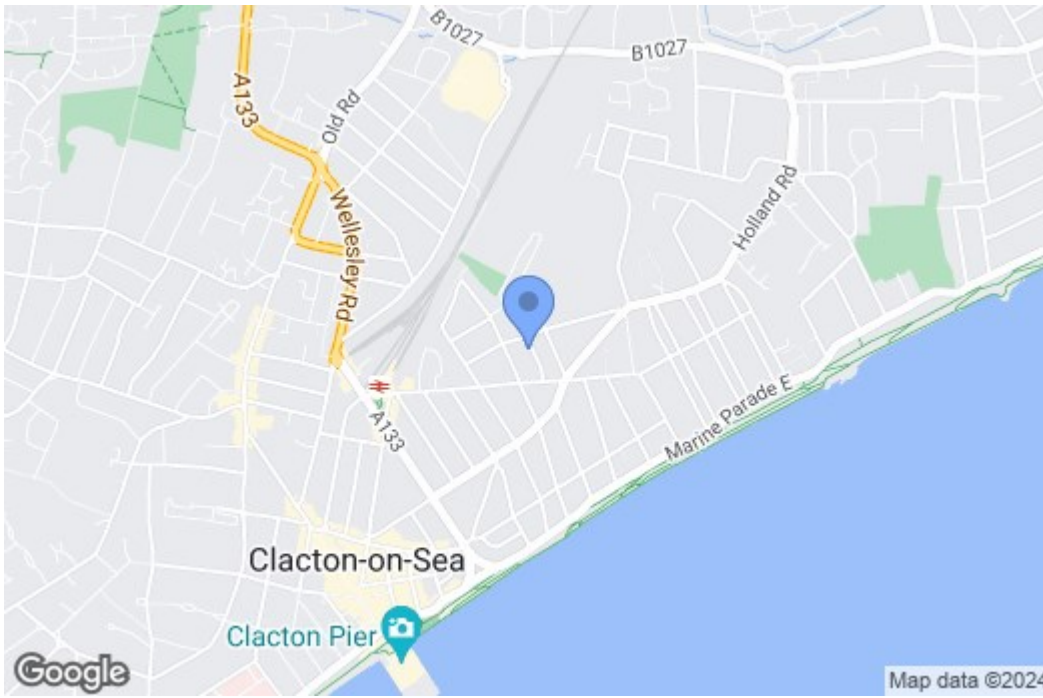 B1027
B1027
A133
Old Rd
Wellesley Rd
Holland Rd
Marine Parade E
A133
Clacton-on-Sea
Clacton Pier
Google
Map data ©2024